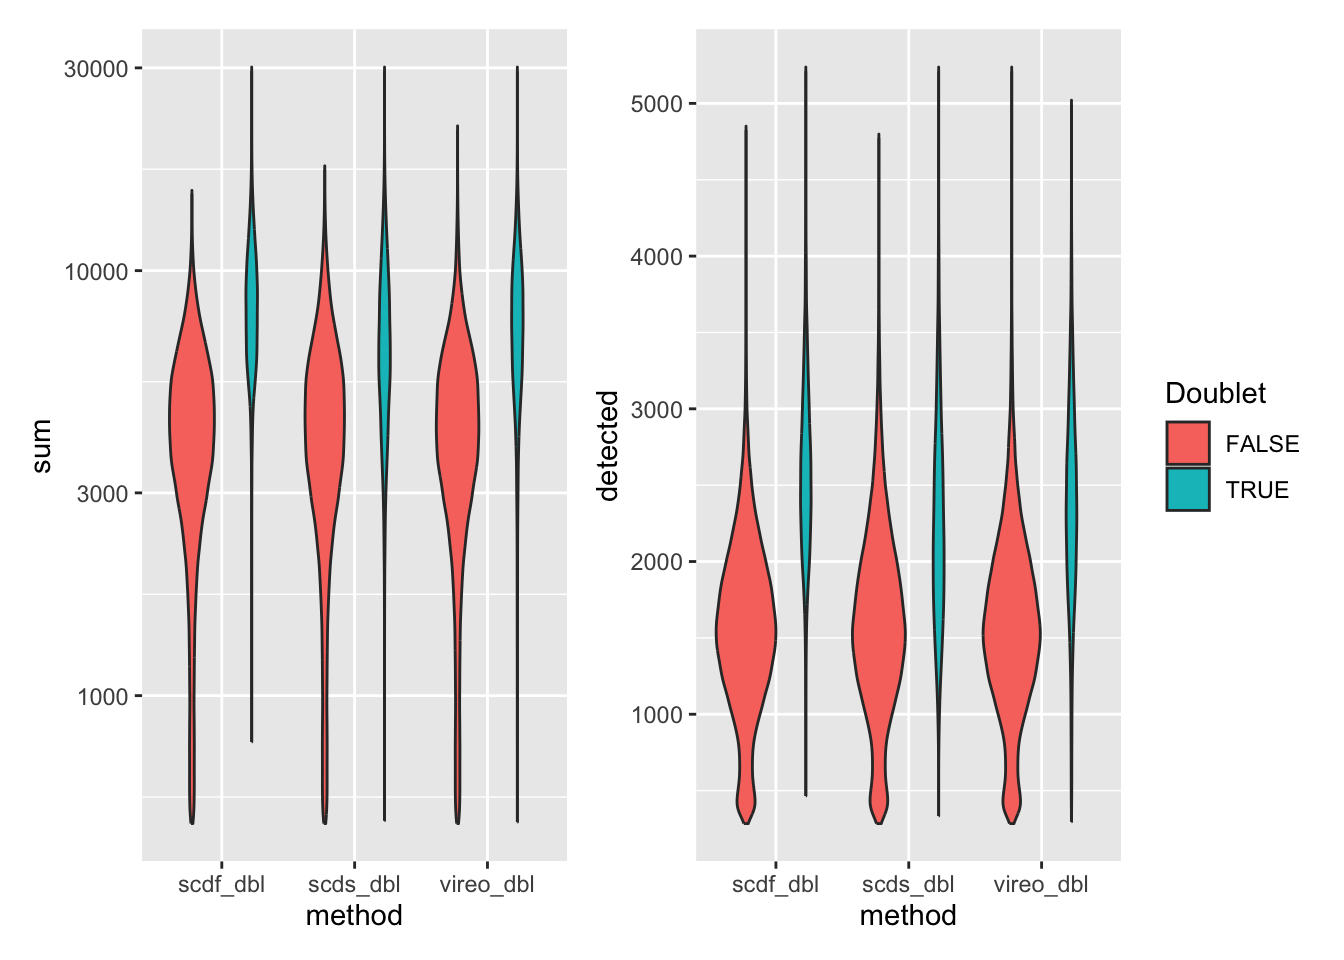 sum
30000
10000
3000
1000
scdf_dbl scds_dbl vireo_dbl
method
detected
5000
4000
3000
2000
1000
scdf_dbl scds_dbl vireo_dbl
method
Doublet
FALSE
TRUE